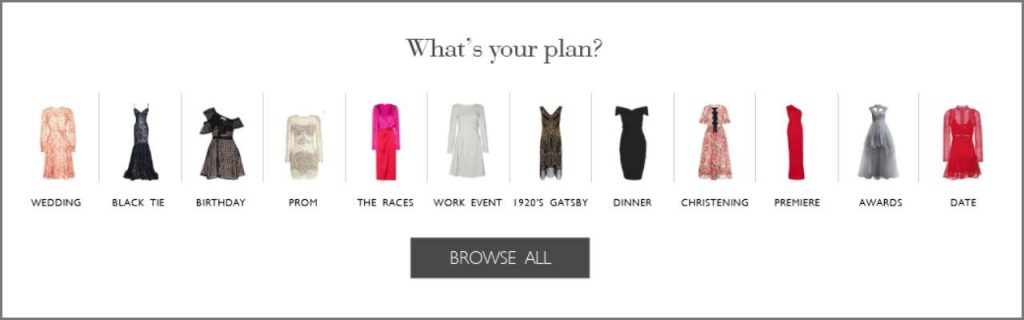 What's your plan?
WEDDING
BLACK TIE
BIRTHDAY
PROM
THE RACES
WORK EVENT
1920'S GATSBY
DINNER
CHRISTENING
PREMIERE
AWARDS
DATE
BROWSE ALL